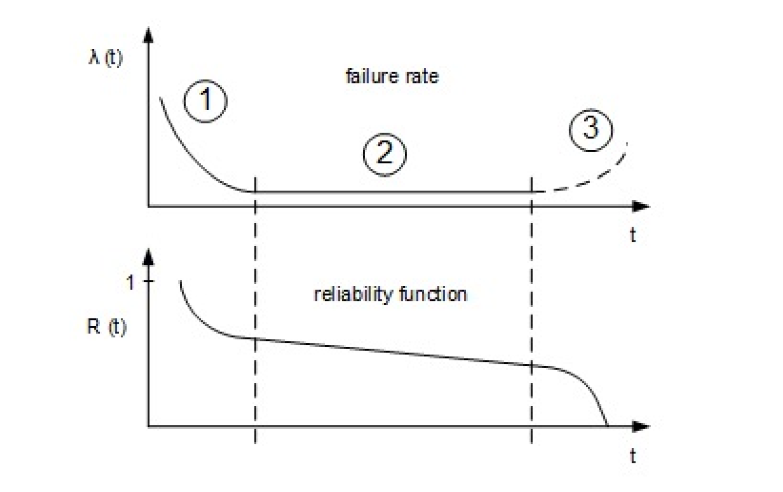 λ (t)
failure rate
1
2
3
t
1
reliability function
R (t)
t